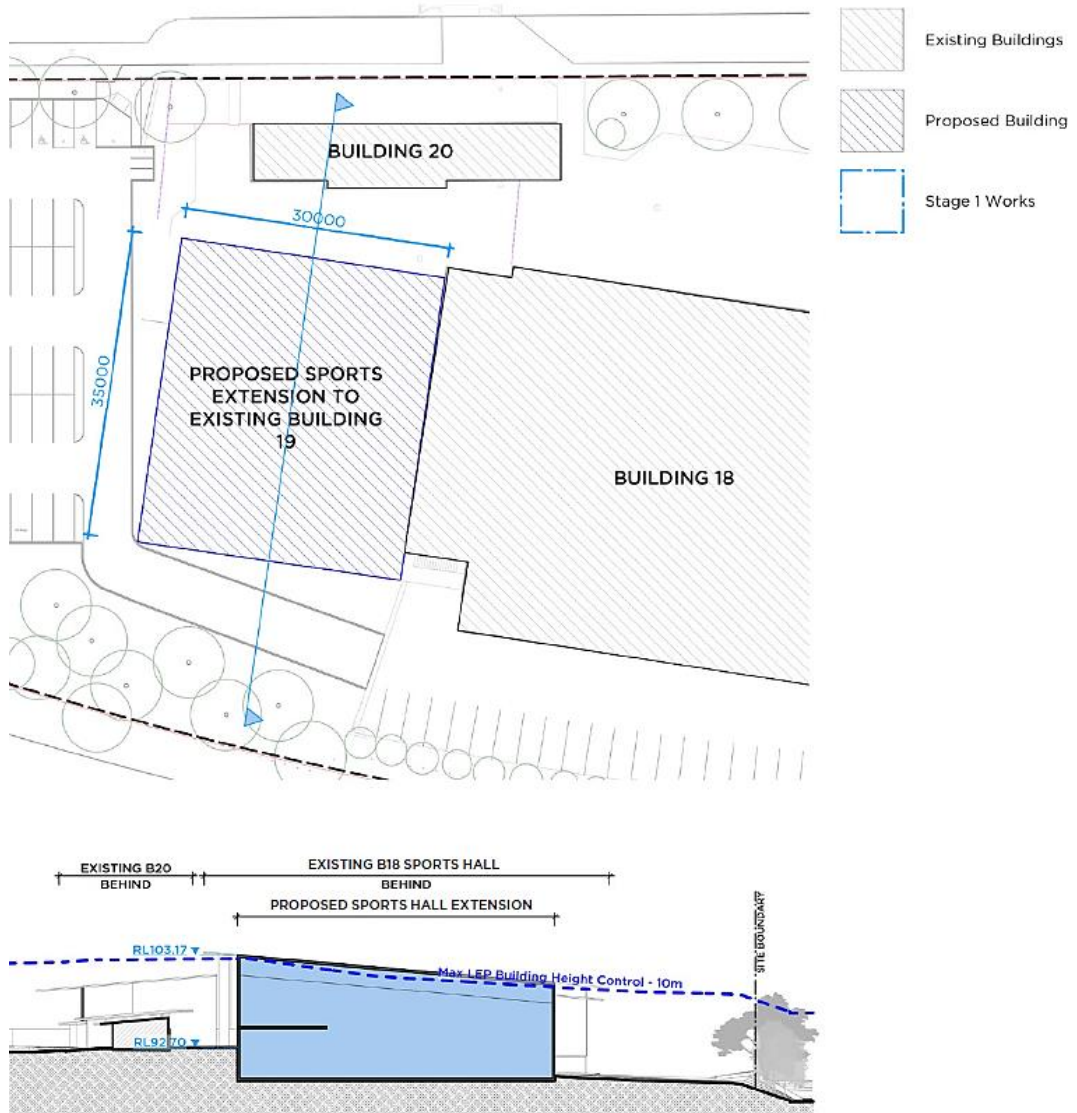 Existing Buildings
Proposed Building
Stage 1 Works
BUILDING 20
30000
35000
PROPOSED SPORTS
EXTENSION TO
EXISTING BUILDING
19
BUILDING 18
EXISTING B20
BEHIND
EXISTING B18 SPORTS HALL
BEHIND
PROPOSED SPORTS HALL EXTENSION
SITE BOUNDARY
RL103.17
Max LEP Building Height Control - 10m
RL92.70